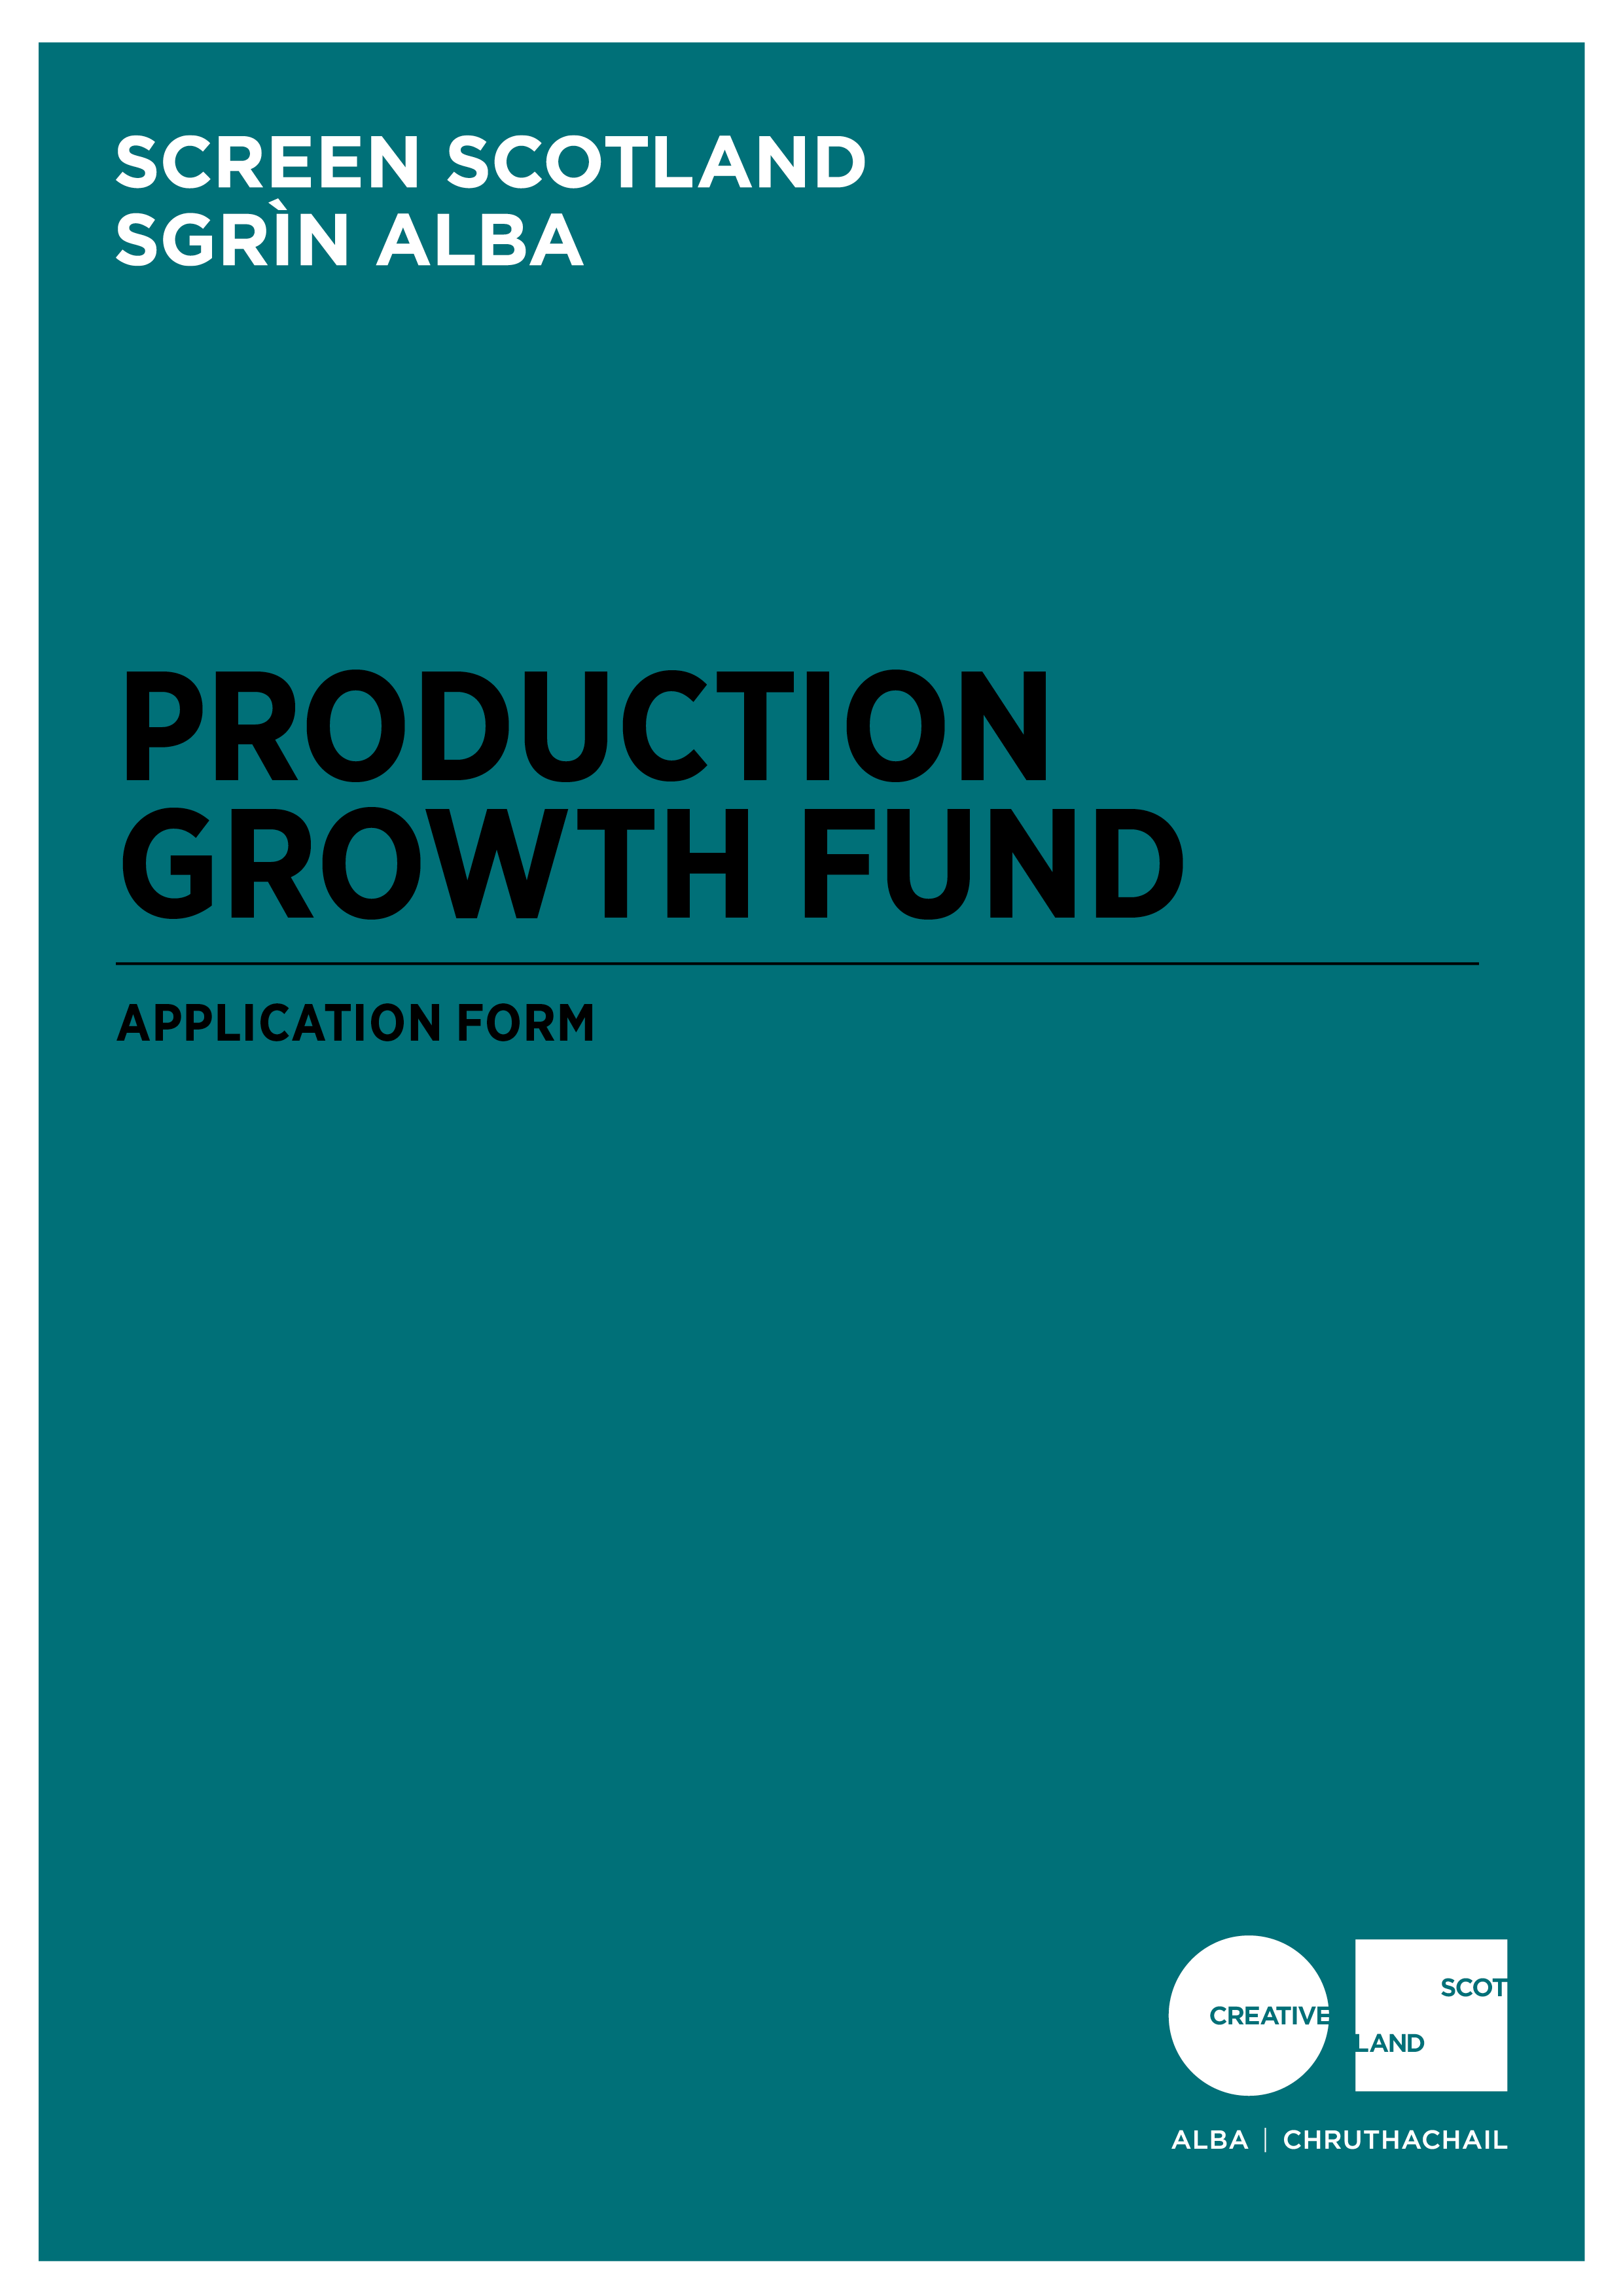 SCREEN SCOTLAND
SGRÌN ALBA
PRODUCTION
GROWTH FUND
APPLICATION FORM
CREATIVE
SCOT
LAND
ALBA | CHRUTHACHAIL